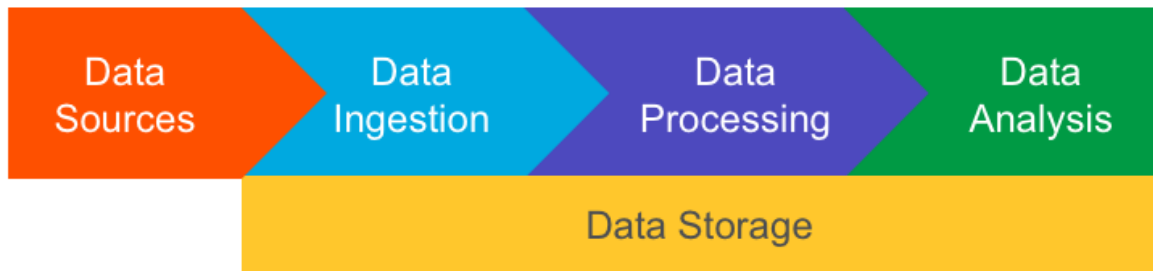 Data
Sources
Data
Ingestion
Data
Processing
Data
Analysis
Data Storage